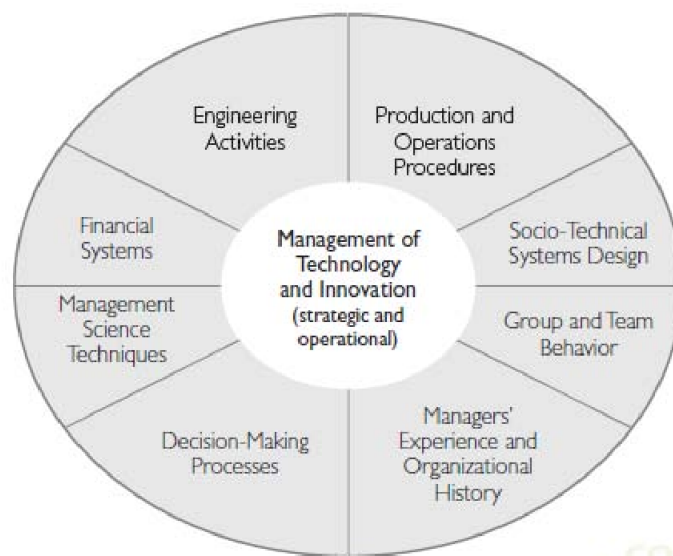 Engineering
Activities
Production and
Operations
Procedures
Financial
Systems
Management of
Technology
and Innovation
(strategic and
operational)
Socio-Technical
Systems Design
Management
Science
Techniques
Group and Team
Behavior
Decision-Making
Processes
Managers'
Experience and
Organizational
History